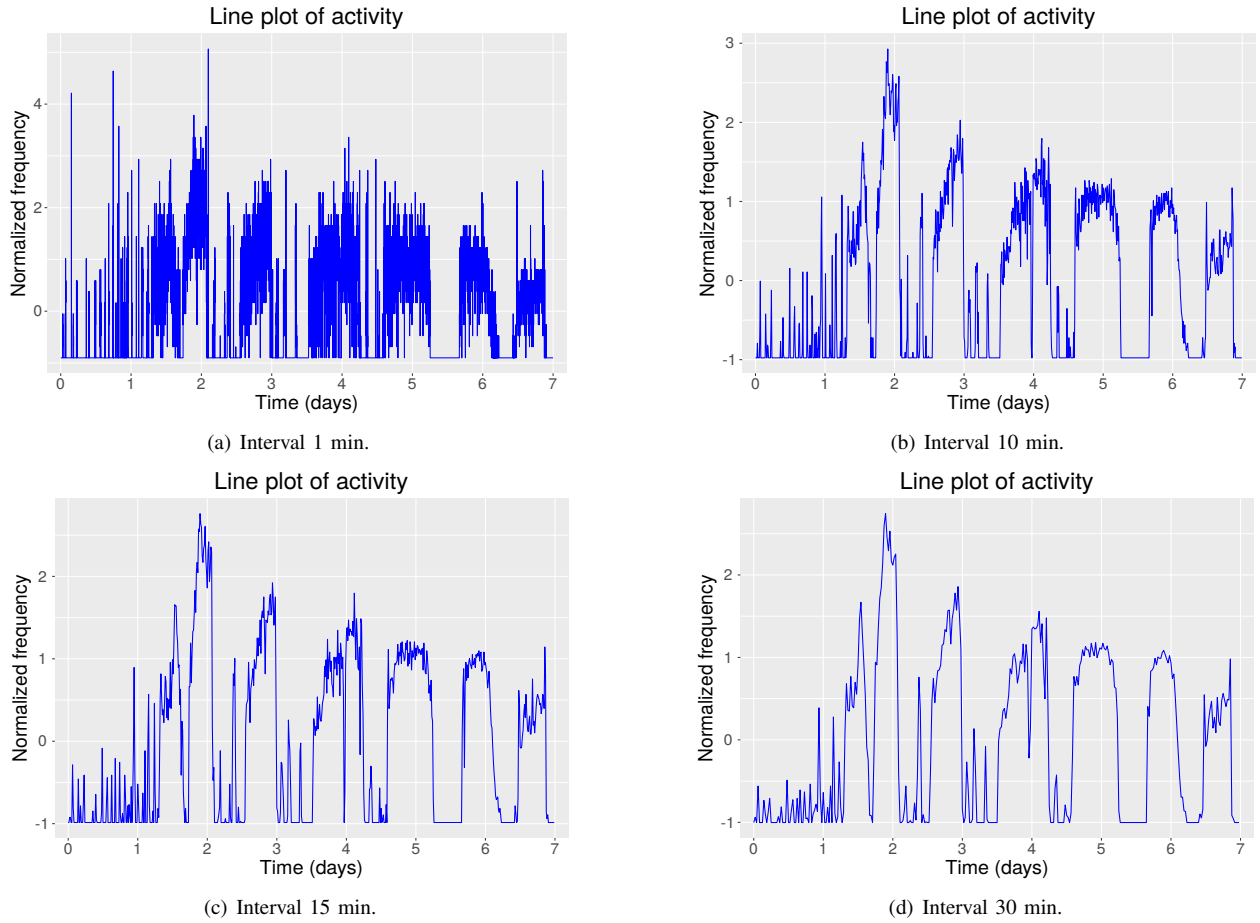 Line plot of activity
Normalized frequency
4
2
0
0 1 2 3 4 5 6 7
Time (days)
(a) Interval 1 min.
Line plot of activity
Normalized frequency
3
2
1
0
-1
0 1 2 3 4 5 6 7
Time (days)
(b) Interval 10 min.
Line plot of activity
Normalized frequency
2
1
0
-1
0 1 2 3 4 5 6 7
Time (days)
(c) Interval 15 min.
Line plot of activity
Normalized frequency
2
1
0
-1
0 1 2 3 4 5 6 7
Time (days)
(d) Interval 30 min.